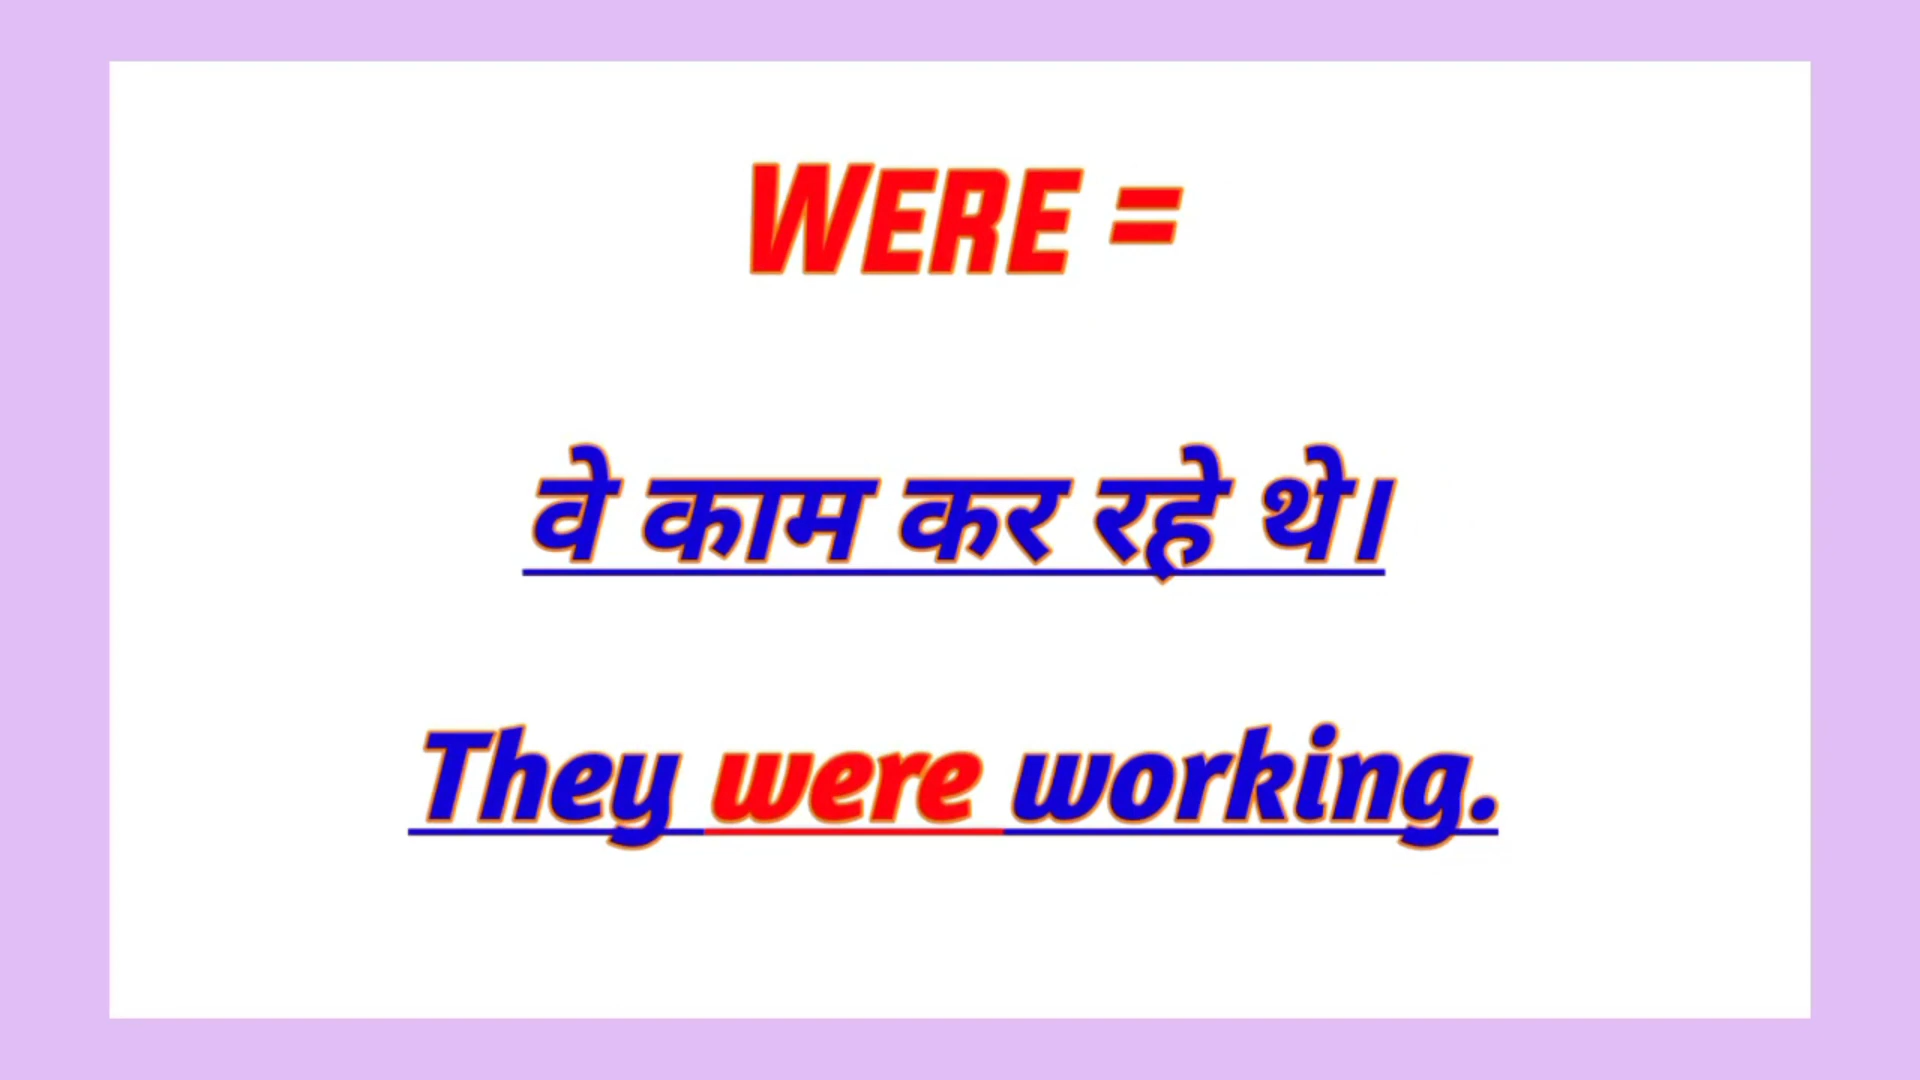 WERE =
वे काम कर रहे थे।
They were working.